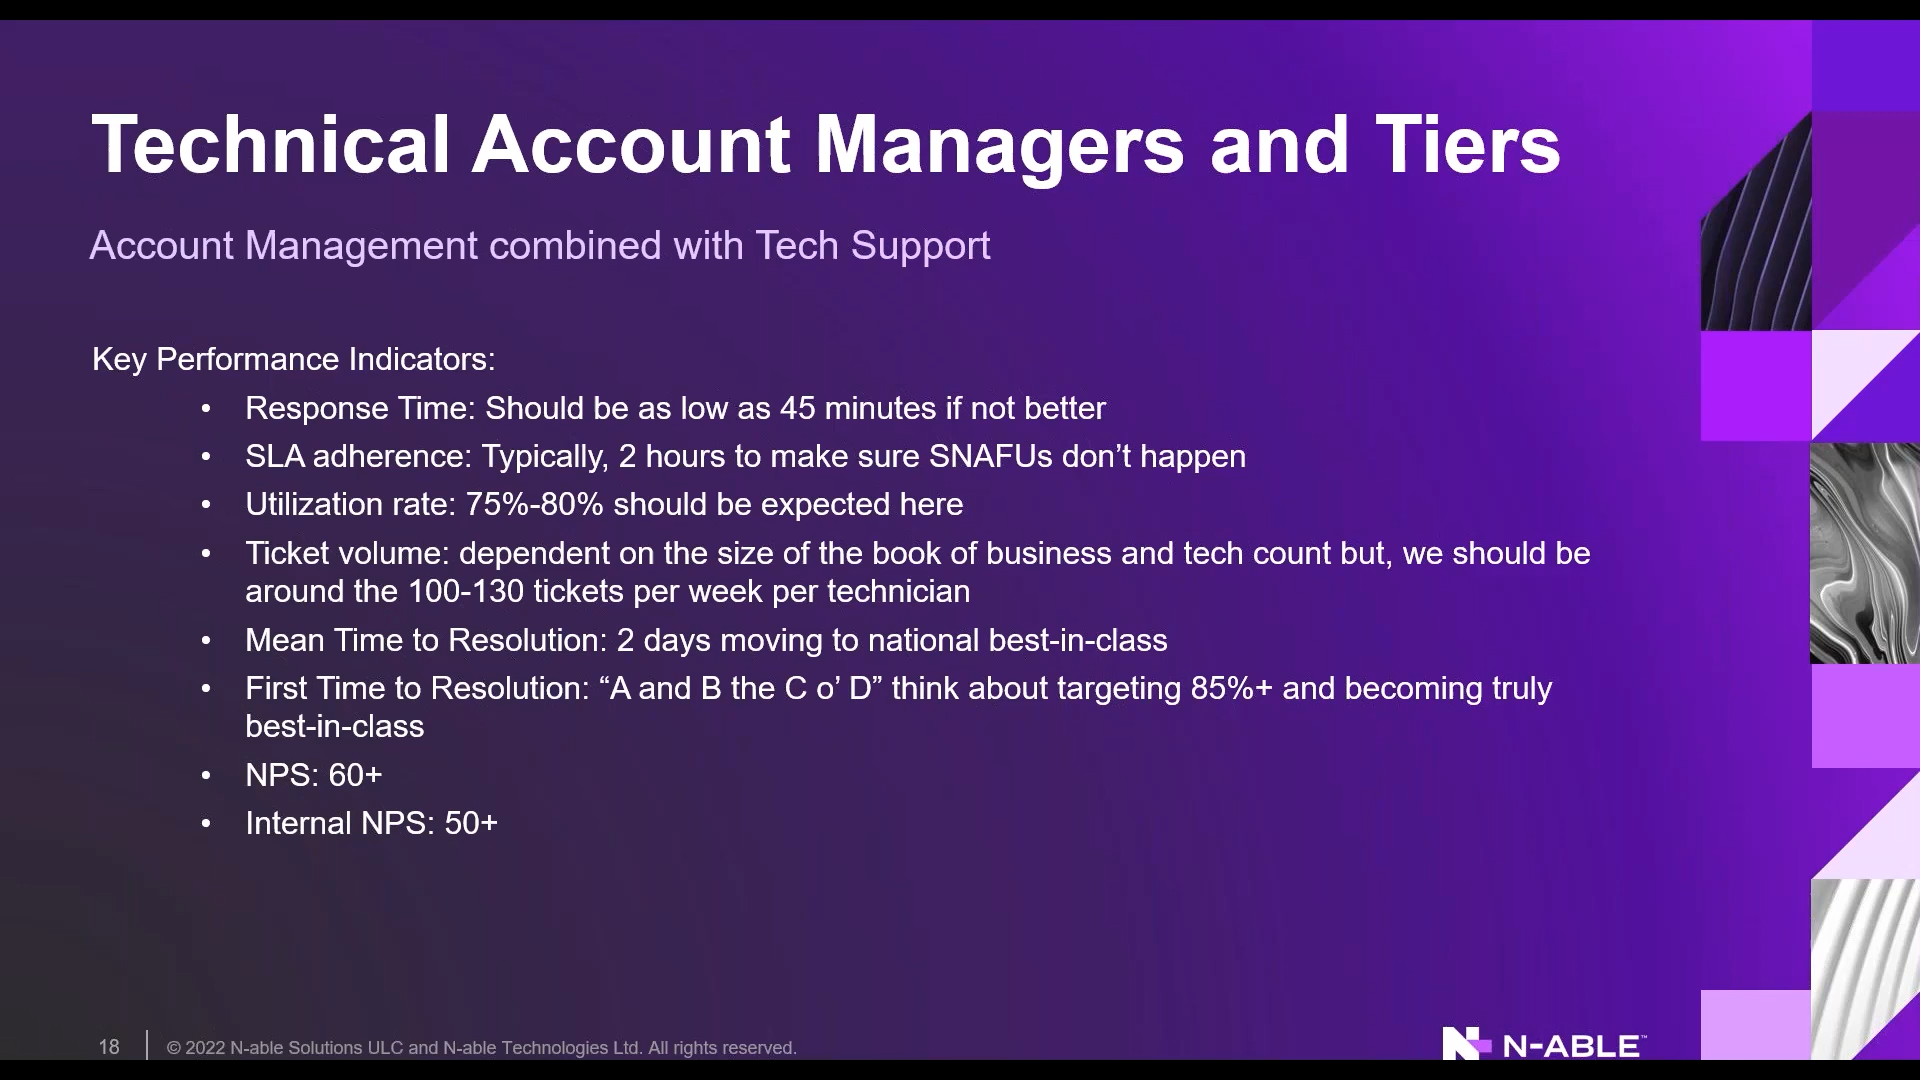 Technical Account Managers and Tiers
Account Management combined with Tech Support
Key Performance Indicators:
• Response Time: Should be as low as 45 minutes if not better
• SLA adherence: Typically, 2 hours to make sure SNAFUs don’t happen
• Utilization rate: 75%-80% should be expected here
• Ticket volume: dependent on the size of the book of business and tech count but, we should be
around the 100-130 tickets per week per technician
• Mean Time to Resolution: 2 days moving to national best-in-class
• First Time to Resolution: “A and B the C o’ D” think about targeting 85%+ and becoming truly
best-in-class
• NPS: 60+
• Internal NPS: 50+
18
© 2022 N-able Solutions ULC and N-able Technologies Ltd. All rights reserved.
N-ABLE™